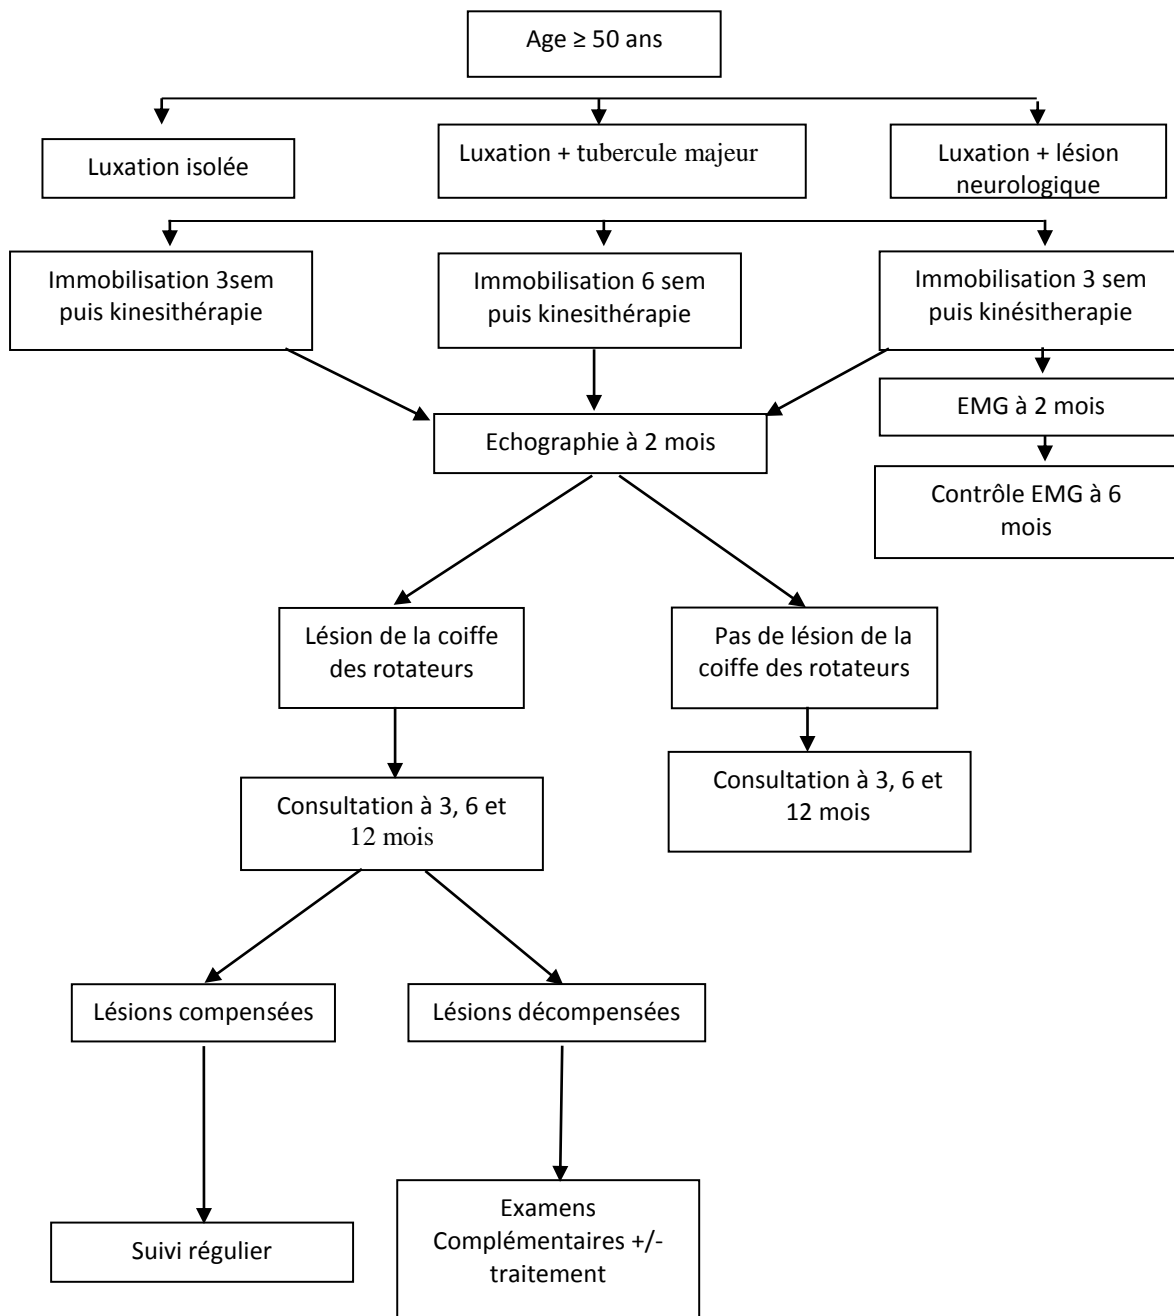 Age ≥ 50 ans
Luxation isolée
Luxation + tubercule majeur
Luxation + lésion
neurologique
Immobilisation 3sem
puis kinesithérapie
Immobilisation 6 sem
puis kinesithérapie
Immobilisation 3 sem
puis kinésitherapie
EMG à 2 mois
Echographie à 2 mois
Contrôle EMG à 6
mois
Lésion de la coiffe
des rotateurs
Pas de lésion de la
coiffe des rotateurs
Consultation à 3, 6 et
12 mois
Consultation à 3, 6 et
12 mois
Lésions compensées
Lésions décompensées
Suivi régulier
Examens
Complémentaires +/-
traitement